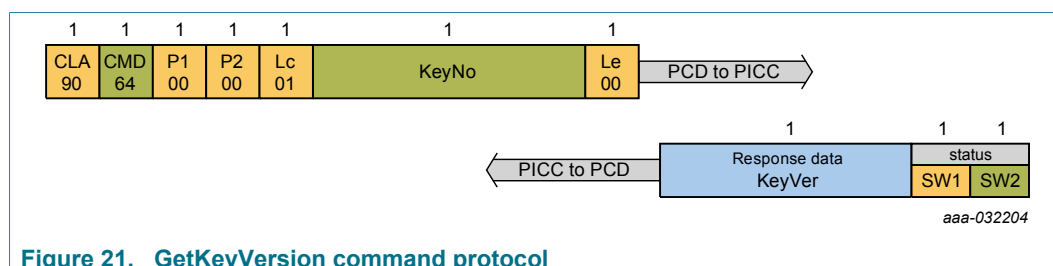 1 1 1 1 1 1 1
CLA CMD P1 P2 Lc KeyNo Le PCD to PICC
90 64 00 00 01 00
1 1 1
PICC to PCD Response data status
KeyVer SW1 SW2
aaa-032204
Figure 21. GetKeyVersion command protocol